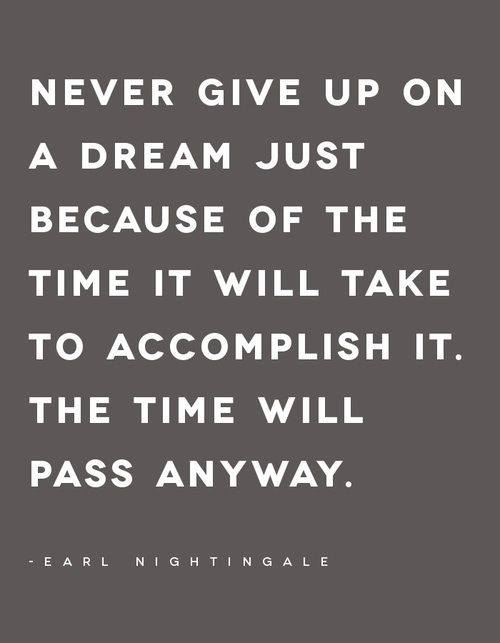 NEVER GIVE UP ON
A DREAM JUST
BECAUSE OF THE
TIME IT WILL TAKE
TO ACCOMPLISH IT.
THE TIME WILL
PASS ANYWAY.
- EARL NIGHTINGALE